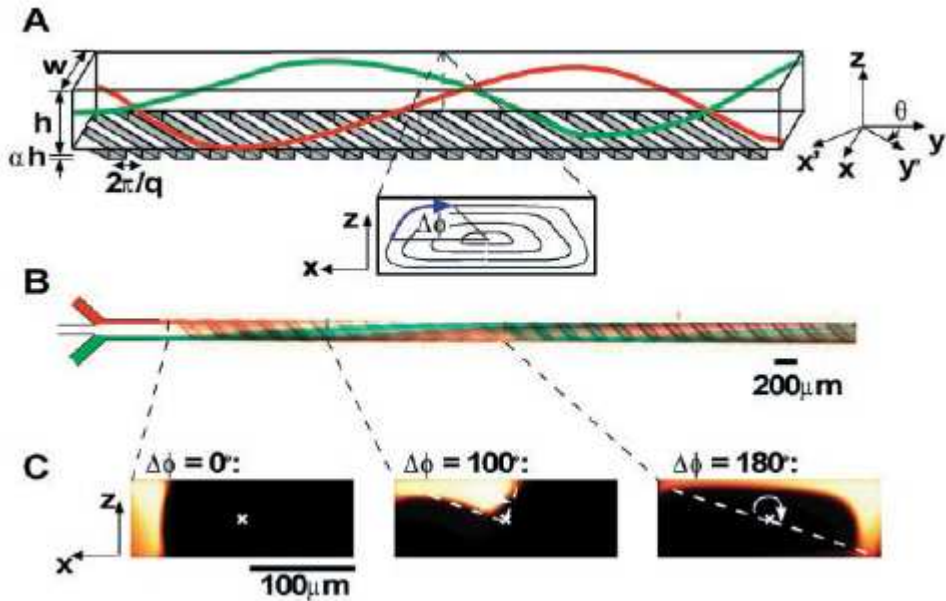 A
w
h
αh
2π/q
z
θ
y
x'
x
y'
z
Δϕ
x
B
200μm
C
Δϕ = 0°:
Δϕ = 100°:
Δϕ = 180°:
z
x
100μm